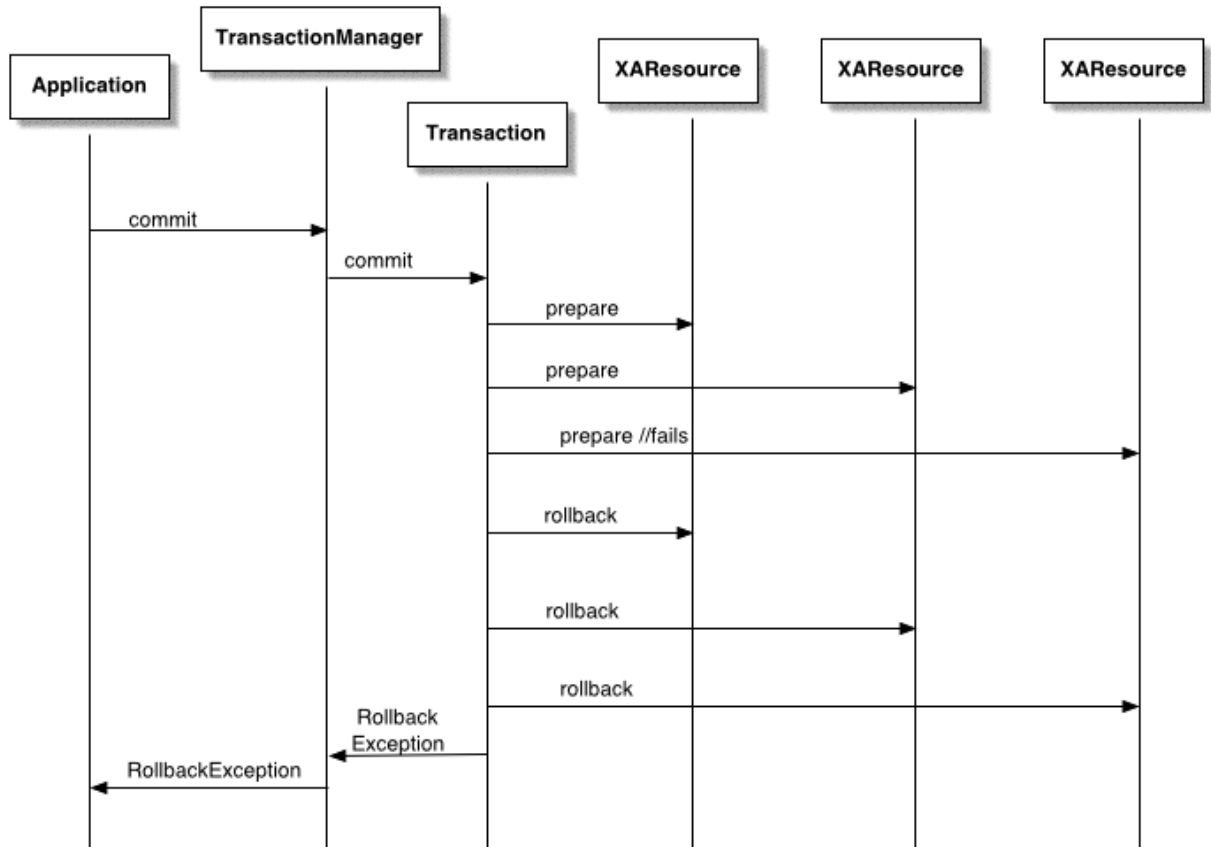 TransactionManager
Application
XAResource
XAResource
XAResource
Transaction
commit
commit
prepare
prepare
prepare //fails
rollback
rollback
rollback
Rollback
Exception
RollbackException